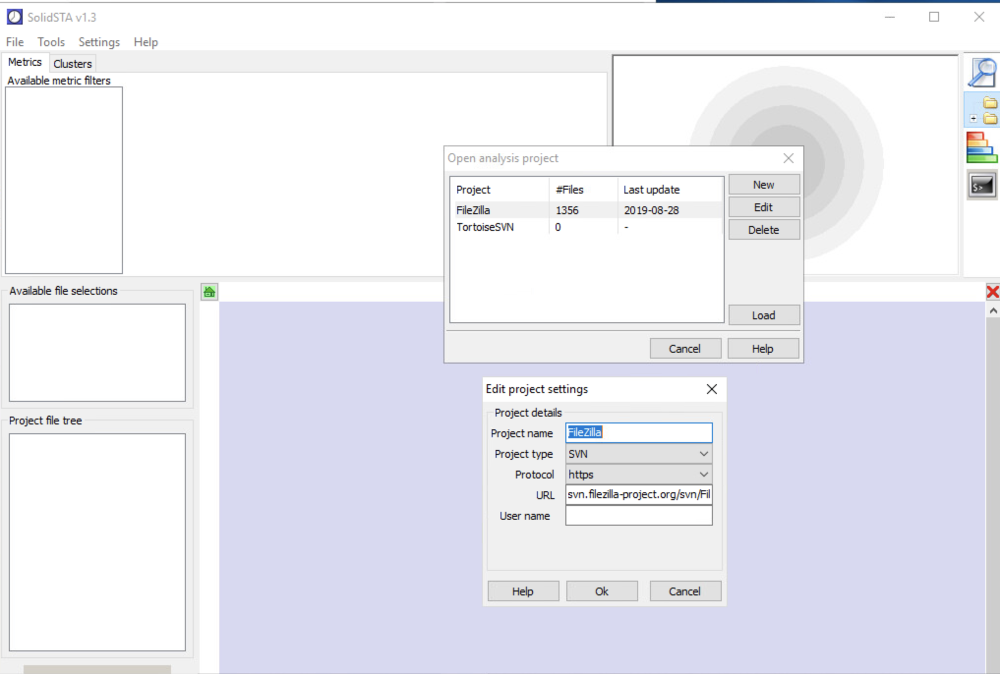 SolidSTA v1.3
File Tools Settings Help
Metrics Clusters
Available metric filters
Open analysis project
Project #Files Last update
FileZilla 1356 2019-08-28
TortoiseSVN 0 -
New
Edit
Delete
Load
Cancel Help
$>
Available file selections
Project file tree
Edit project settings
Project details
Project name FileZilla
Project type SVN
Protocol https
URL svn.filezilla-project.org/svn/Fil
User name
Help Ok Cancel